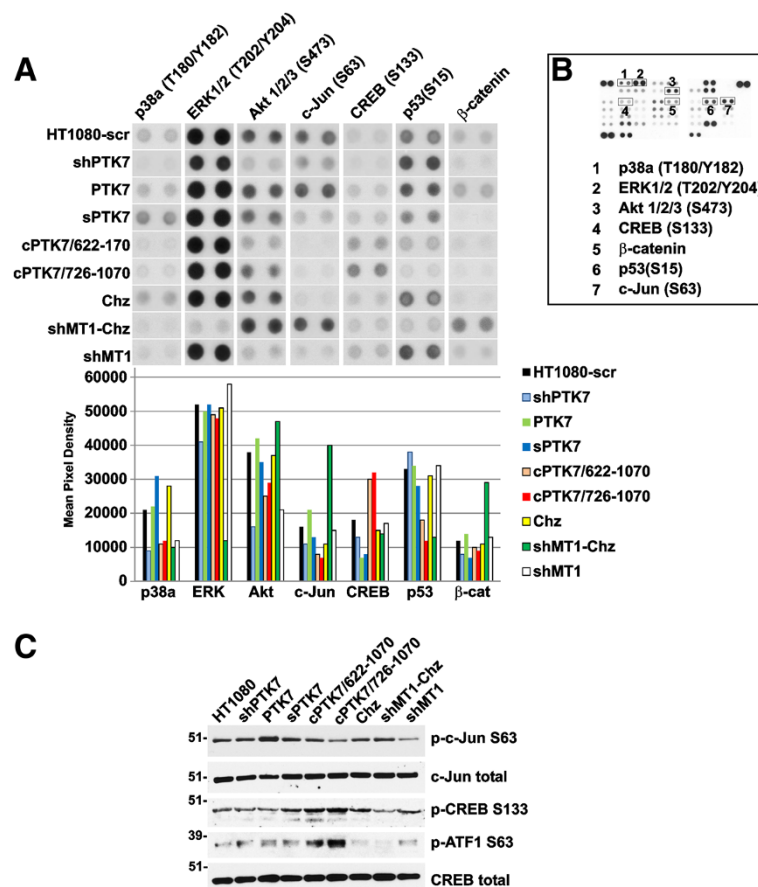 A
p38a (T180/Y182)
ERK1/2 (T202/Y204)
Akt 1/2/3 (S473)
c-Jun (S63)
CREB (S133)
p53(S15)
β-catenin
HT1080-scr
shPTK7
PTK7
sPTK7
cPTK7/622-170
cPTK7/726-1070
Chz
shMT1-Chz
shMT1
B
1 2 3
4 5 6 7
1 p38a (T180/Y182)
2 ERK1/2 (T202/Y204)
3 Akt 1/2/3 (S473)
4 CREB (S133)
5 β-catenin
6 p53(S15)
7 c-Jun (S63)
Mean Pixel Density
60000
50000
40000
30000
20000
10000
0
p38a ERK Akt c-Jun CREB p53 β-cat
HT1080-scr
shPTK7
PTK7
sPTK7
cPTK7/622-1070
cPTK7/726-1070
Chz
shMT1-Chz
shMT1
C
HT1080
shPTK7
PTK7
sPTK7
cPTK7/622-1070
cPTK7/726-1070
Chz
shMT1-Chz
shMT1
51- p-c-Jun S63
51- c-Jun total
51- p-CREB S133
39- p-ATF1 S63
51- CREB total